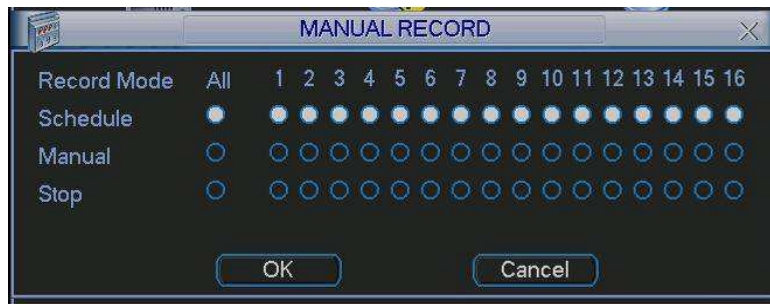 MANUAL RECORD
Record Mode All 1 2 3 4 5 6 7 8 9 10 11 12 13 14 15 16
Schedule
Manual
Stop
OK Cancel